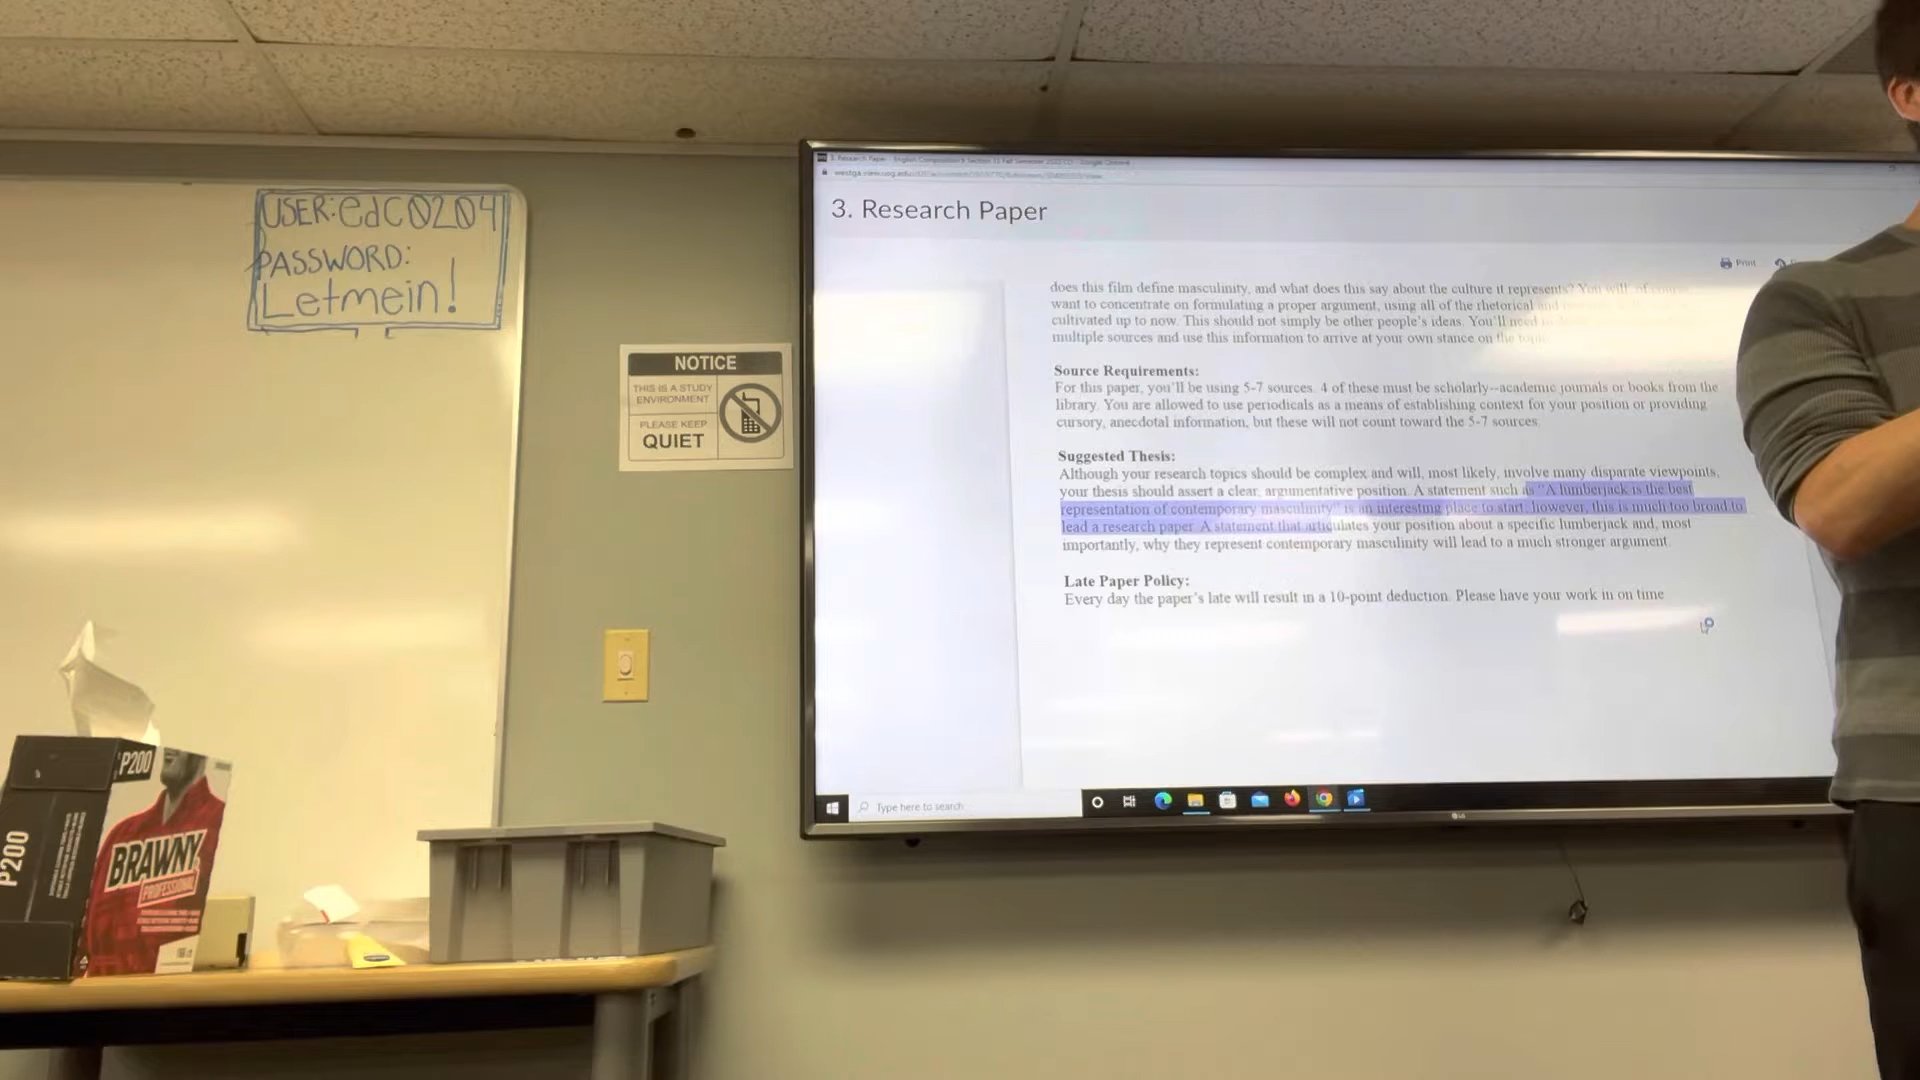 USER: edC0204
PASSWORD:
Letmein!
NOTICE
THIS IS A STUDY
ENVIRONMENT
PLEASE KEEP
QUIET
3. Research Paper - English Composition
3. Research Paper
Print
does this film define masculinity, and what does this say about the culture it represents? You will, of
want to concentrate on formulating a proper argument, using all of the rhetorical and
cultivated up to now. This should not simply be other people's ideas. You'll need
multiple sources and use this information to arrive at your own stance on the topic
Source Requirements:
For this paper, you'll be using 5-7 sources. 4 of these must be scholarly--academic journals or books from the
library. You are allowed to use periodicals as a means of establishing context for your position or providing
cursory, anecdotal information, but these will not count toward the 5-7 sources.
Suggested Thesis:
Although your research topics should be complex and will, most likely, involve many disparate viewpoints,
your thesis should assert a clear, argumentative position. A statement such as "A lumberjack is the best
representation of contemporary masculinity" is an interesting place to start; however, this is much too broad to
lead a research paper. A statement that articulates your position about a specific lumberjack and, most
importantly, why they represent contemporary masculinity will lead to a much stronger argument.
Late Paper Policy:
Every day the paper's late will result in a 10-point deduction. Please have your work in on time
Type here to search
LG
P200
P200
BRAWNY
PROFESSIONAL